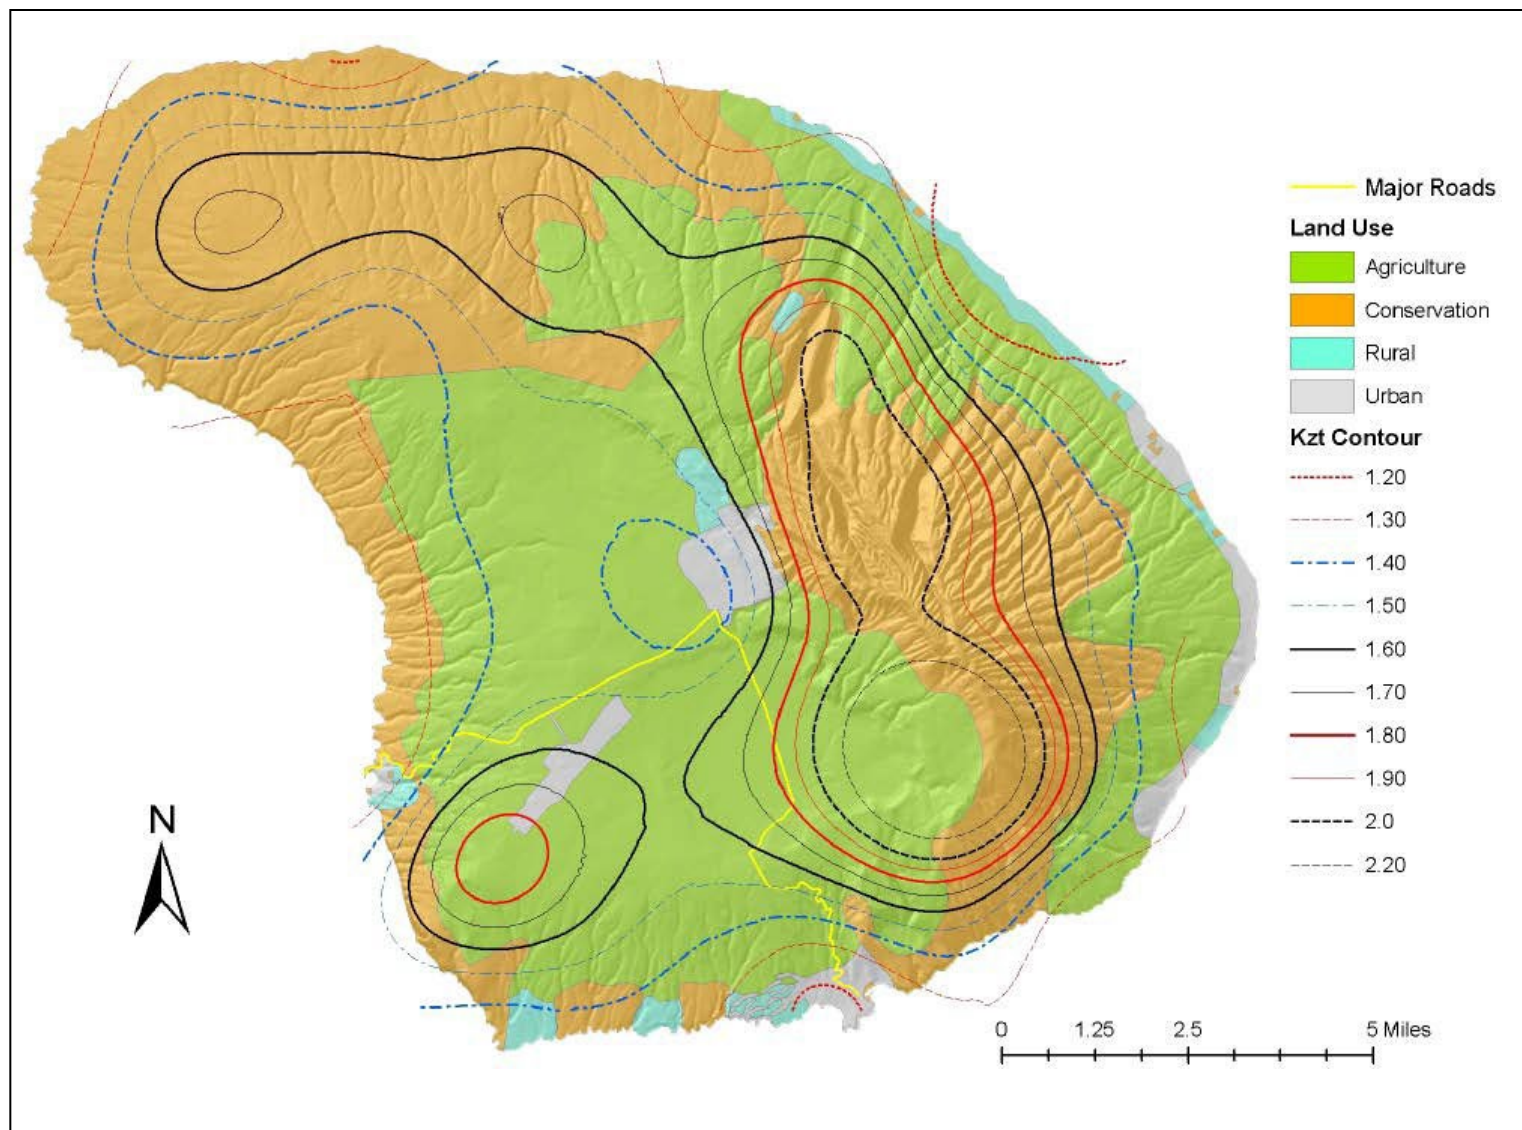 Major Roads
Land Use
Agriculture
Conservation
Rural
Urban
Kzt Contour
1.20
1.30
1.40
1.50
1.60
1.70
1.80
1.90
2.0
2.20
N
0 1.25 2.5 5 Miles